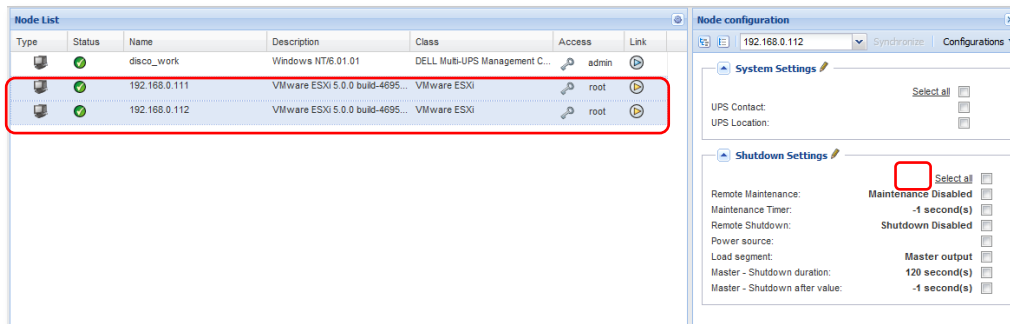 Node List
Type Status Name Description Class Access Link
disco_work Windows NT/6.01.01 DELL Multi-UPS Management C... admin
192.168.0.111 VMware ESXi 5.0.0 build-4695... VMware ESXi root
192.168.0.112 VMware ESXi 5.0.0 build-4695... VMware ESXi root
Node configuration
192.168.0.112 Synchronize Configurations
System Settings
Select all
UPS Contact:
UPS Location:
Shutdown Settings
Select all
Remote Maintenance: Maintenance Disabled
Maintenance Timer: -1 second(s)
Remote Shutdown: Shutdown Disabled
Power source:
Load segment: Master output
Master - Shutdown duration: 120 second(s)
Master - Shutdown after value: -1 second(s)